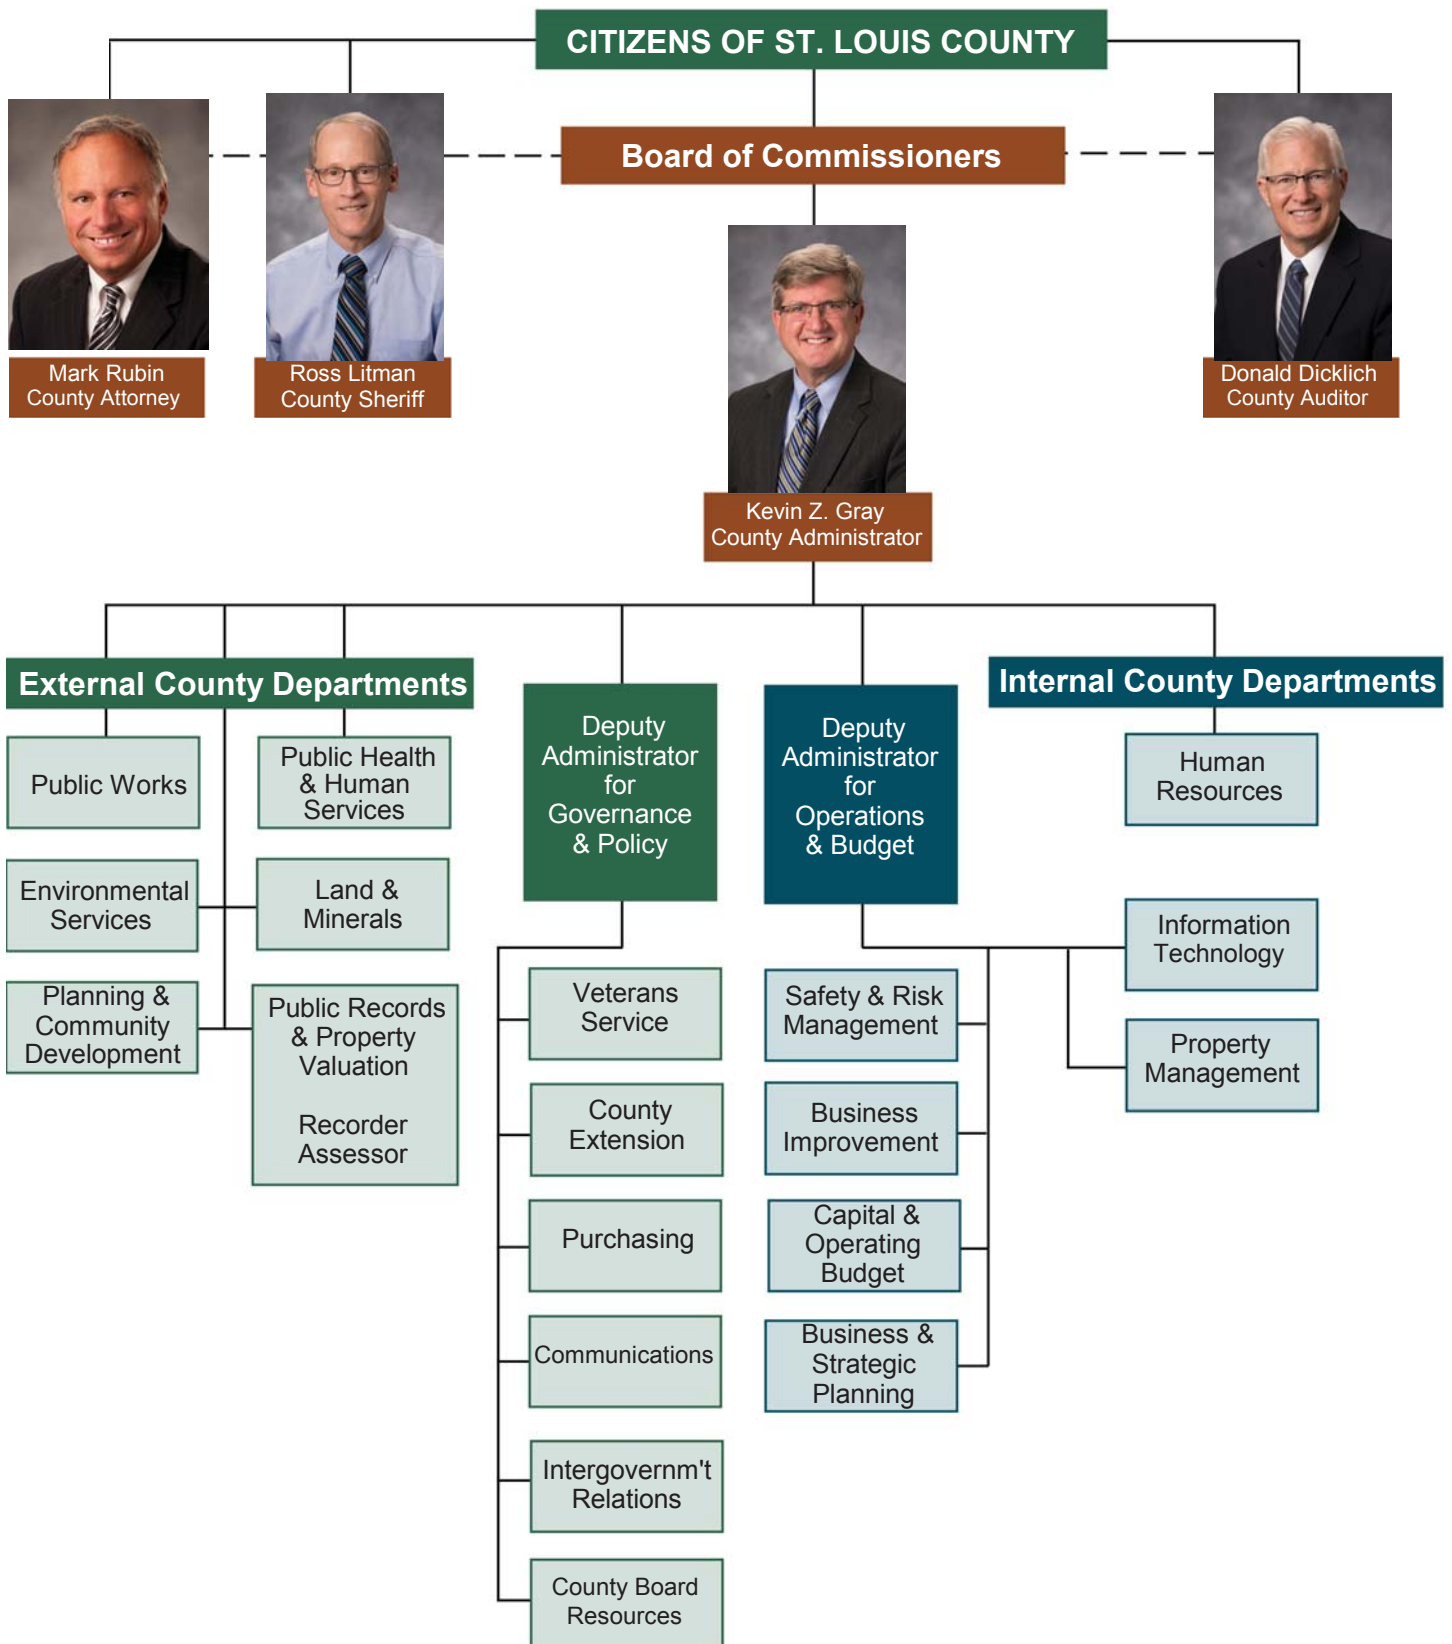 CITIZENS OF ST. LOUIS COUNTY
Board of Commissioners
Mark Rubin
County Attorney
Ross Litman
County Sheriff
Donald Dicklich
County Auditor
Kevin Z. Gray
County Administrator
External County Departments
Public Works
Public Health
& Human
Services
Environmental
Services
Land &
Minerals
Planning &
Community
Development
Public Records
& Property
Valuation
Recorder
Assessor
Deputy
Administrator
for
Governance
& Policy
Veterans
Service
County
Extension
Purchasing
Communications
Intergovernm't
Relations
County Board
Resources
Deputy
Administrator
for
Operations
& Budget
Safety & Risk
Management
Business
Improvement
Capital &
Operating
Budget
Business &
Strategic
Planning
Internal County Departments
Human
Resources
Information
Technology
Property
Management